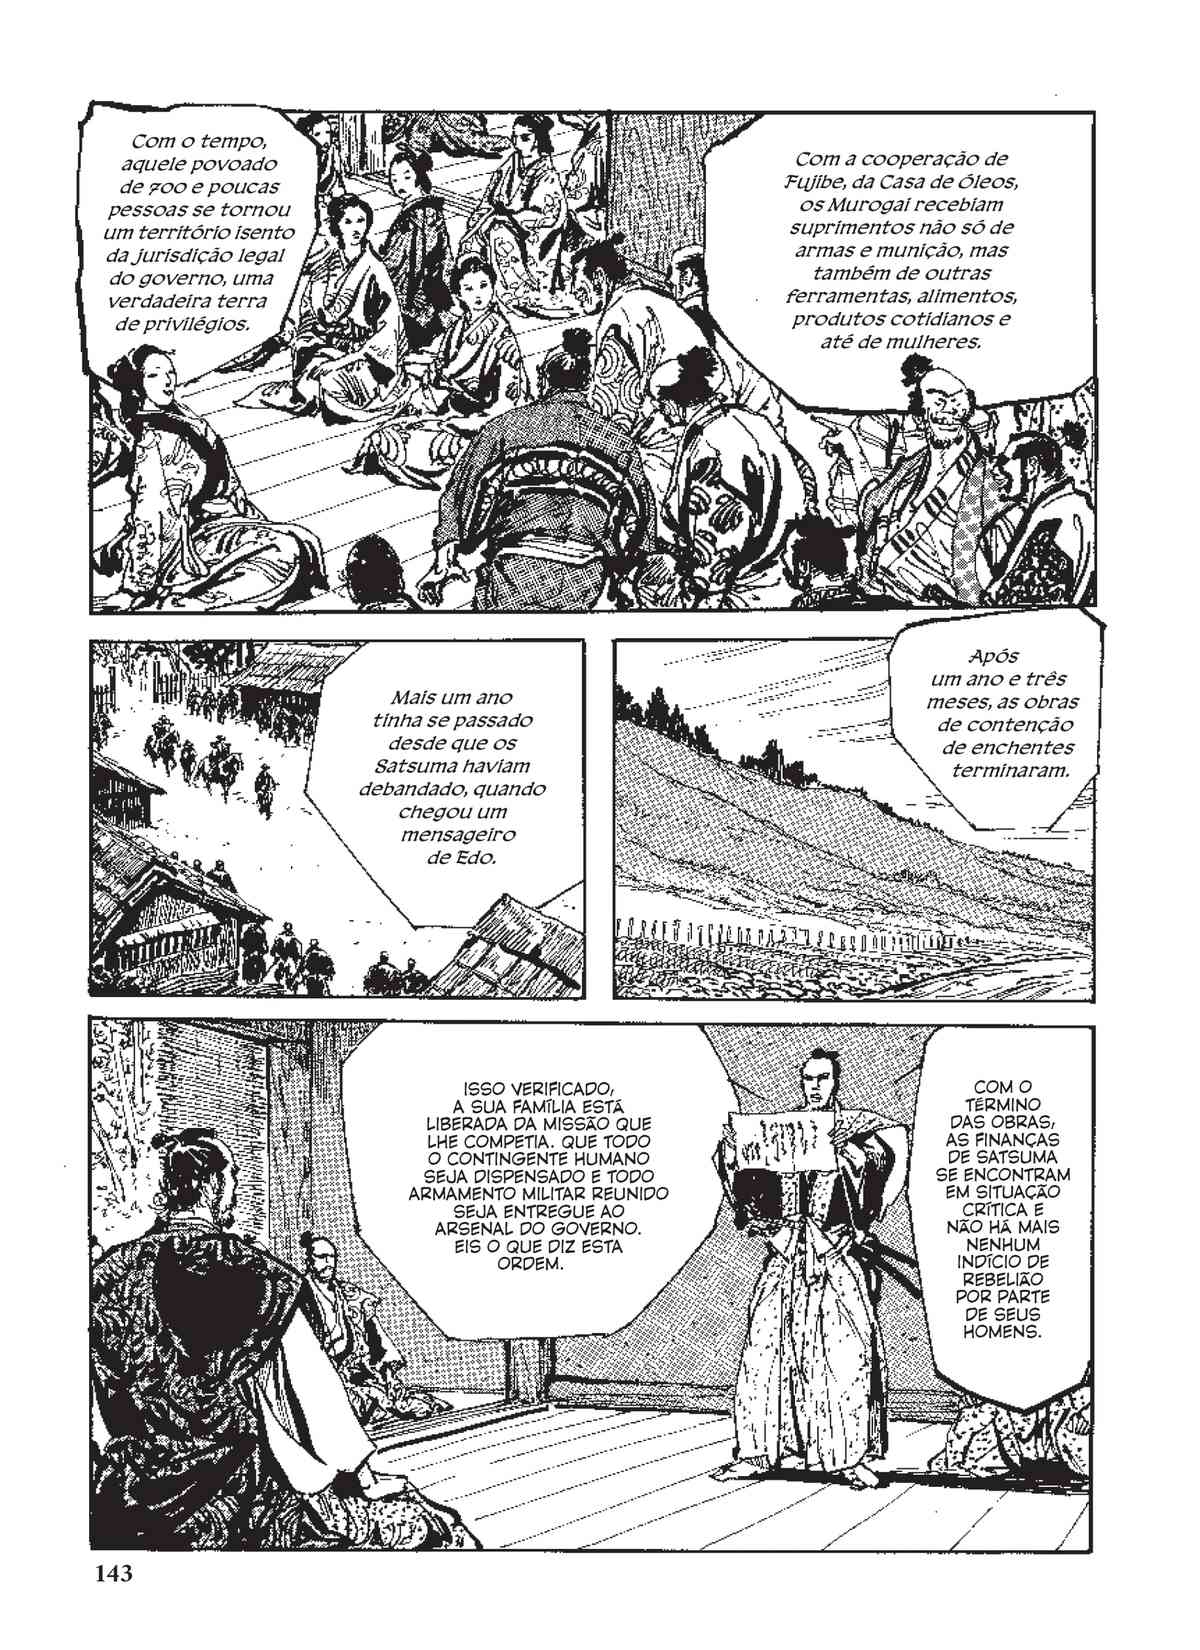 Com a cooperação de
Fujibe, da Casa de Óleos,
os Murogai recebiam
suprimentos não só de
armas e munição, mas
também de outras
ferramentas, alimentos,
produtos cotidianos e
até de mulheres.
Com o tempo,
aquele povoado
de 700 e poucas
pessoas se tornou
um território isento
da jurisdição legal
do governo, uma
verdadeira terra
de privilégios.
Após
um ano e três
meses, as obras
de contenção
de enchentes
terminaram.
Mais um ano
tinha se passado
desde que os
Satsuma haviam
debandado, quando
chegou um
mensageiro
de Edo.
COM O
TÉRMINO
DAS OBRAS,
AS FINANÇAS
DE SATSUMA
SE ENCONTRAM
EM SITUAÇÃO
CRÍTICA E
NÃO HÁ MAIS
NENHUM
INDÍCIO DE
REBELIÃO
POR PARTE
DE SEUS
HOMENS.
ISSO VERIFICADO,
A SUA FAMÍLIA ESTÁ
LIBERADA DA MISSÃO QUE
LHE COMPETIA. QUE TODO
O CONTINGENTE HUMANO
SEJA DISPENSADO E TODO
ARMAMENTO MILITAR REUNIDO
SEJA ENTREGUE AO
ARSENAL DO GOVERNO.
EIS O QUE DIZ ESTA
ORDEM.
143